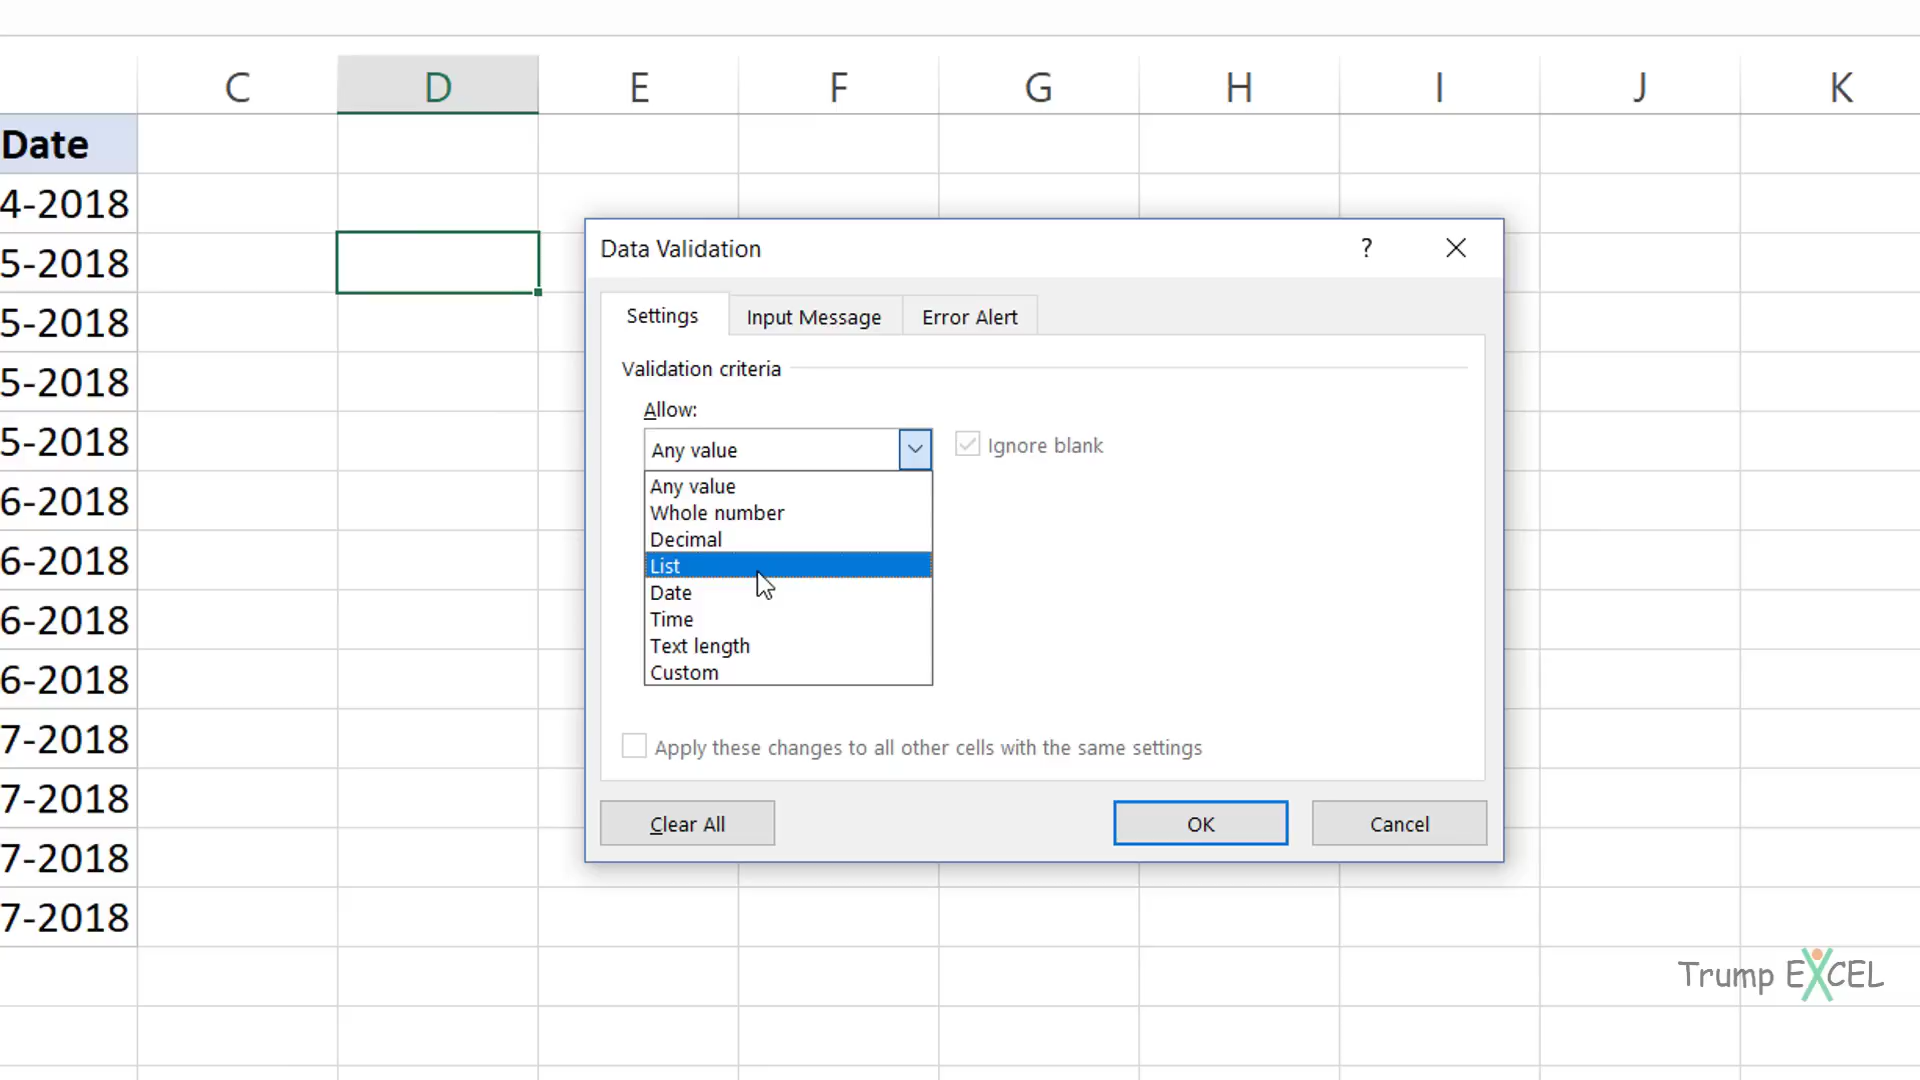 C D E F G H I J K
Date
4-2018
5-2018
5-2018
5-2018
5-2018
6-2018
6-2018
6-2018
6-2018
7-2018
7-2018
7-2018
7-2018
Data Validation ? 
Settings Input Message Error Alert
Validation criteria
Allow:
Any value Ignore blank
Any value
Whole number
Decimal
List
Date
Time
Text length
Custom
Apply these changes to all other cells with the same settings
Clear All OK Cancel
Trump EXCEL